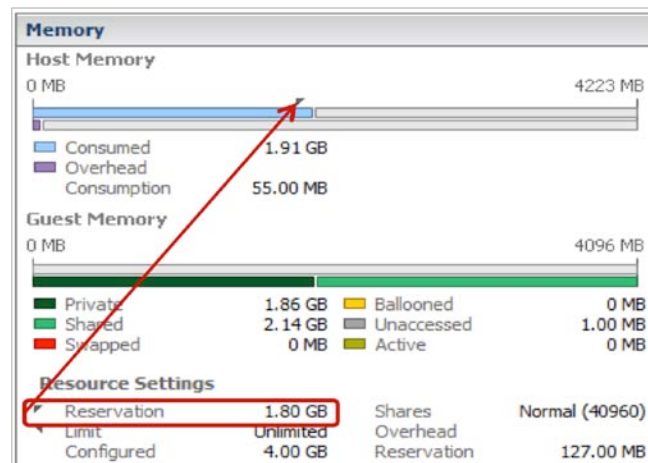 Memory
Host Memory
0 MB 4223 MB
Consumed 1.91 GB
Overhead
Consumption 55.00 MB
Guest Memory
0 MB 4096 MB
Private 1.86 GB Ballooned 0 MB
Shared 2.14 GB Unaccessed 1.00 MB
Swapped 0 MB Active 0 MB
Resource Settings
Reservation 1.80 GB Shares Normal (40960)
Limit Unlimited Overhead
Configured 4.00 GB Reservation 127.00 MB